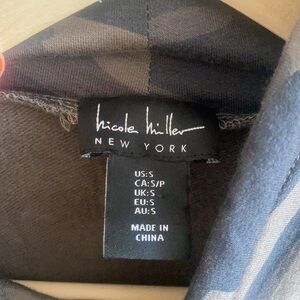 Nicole Miller
NEW YORK
US:S
CA:S/P
UK:S
EU:S
AU:S
MADE IN
CHINA